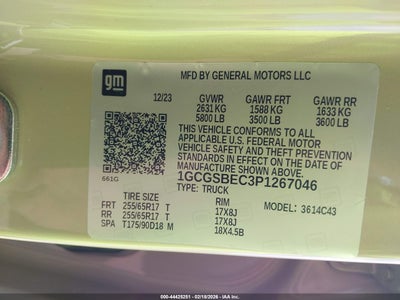 gm
MFD BY GENERAL MOTORS LLC
12/23 GVWR GAWR FRT GAWR RR
2631 KG 1588 KG 1633 KG
5800 LB 3500 LB 3600 LB
THIS VEHICLE CONFORMS TO ALL
APPLICABLE U.S. FEDERAL MOTOR
VEHICLE SAFETY AND THEFT PREVENTION
STANDARDS IN EFFECT ON THE DATE OF
MANUFACTURE SHOWN ABOVE.
1GCGSBEC3P1267046
661G TYPE: TRUCK
TIRE SIZE RIM MODEL: 3614C43
FRT 255/65R17 T 17X8J
RR 255/65R17 T 17X8J
SPA T175/90D18 M 18X4.5B
000 - 44425251 - 02/18/2026 - IAAI